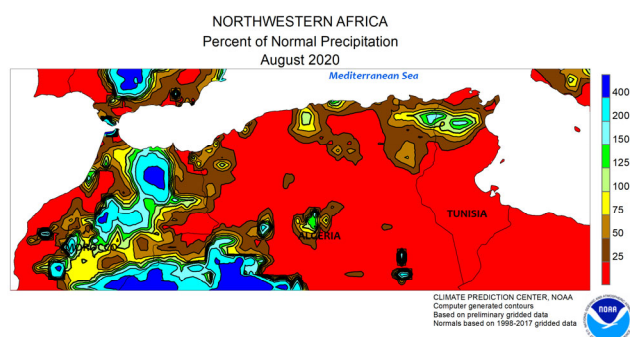 NORTHWESTERN AFRICA
Percent of Normal Precipitation
August 2020
Mediterranean Sea
400
200
150
125
100
75
50
25
TUNISIA
ALGERIA
MOROCCO
CLIMATE PREDICTION CENTER, NOAA
Computer generated contours
Based on preliminary gridded data
Normals based on 1998-2017 gridded data
NOAA